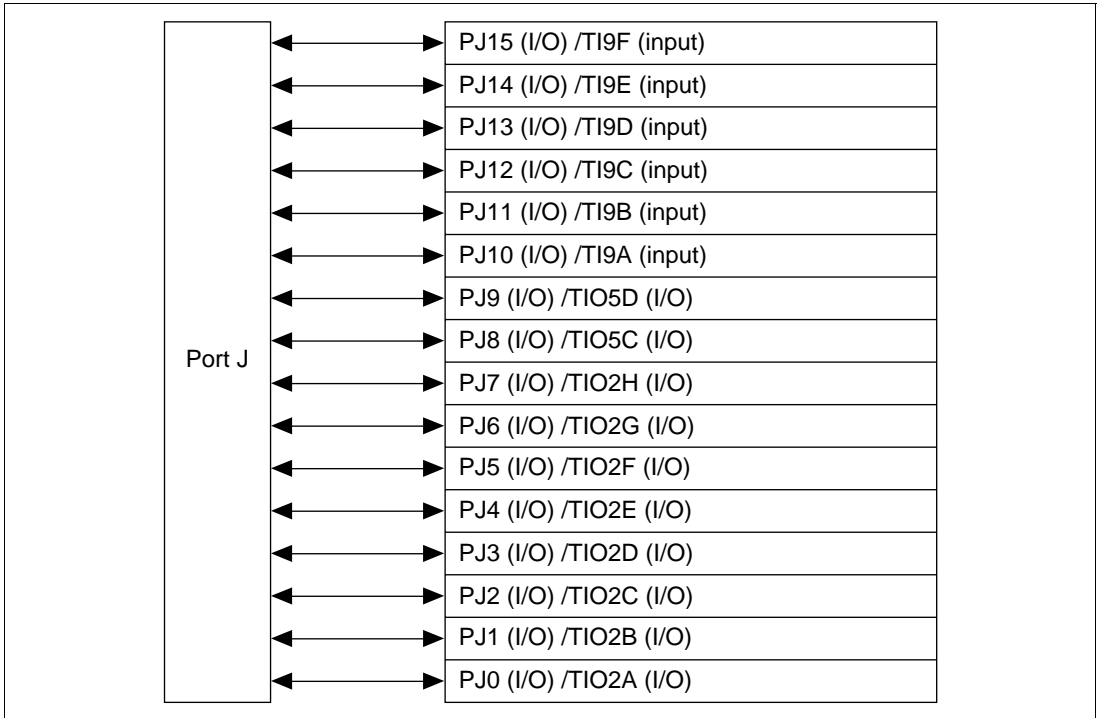 PJ15 (I/O) /TI9F (input)
PJ14 (I/O) /TI9E (input)
PJ13 (I/O) /TI9D (input)
PJ12 (I/O) /TI9C (input)
PJ11 (I/O) /TI9B (input)
PJ10 (I/O) /TI9A (input)
PJ9 (I/O) /TIO5D (I/O)
PJ8 (I/O) /TIO5C (I/O)
Port J
PJ7 (I/O) /TIO2H (I/O)
PJ6 (I/O) /TIO2G (I/O)
PJ5 (I/O) /TIO2F (I/O)
PJ4 (I/O) /TIO2E (I/O)
PJ3 (I/O) /TIO2D (I/O)
PJ2 (I/O) /TIO2C (I/O)
PJ1 (I/O) /TIO2B (I/O)
PJ0 (I/O) /TIO2A (I/O)